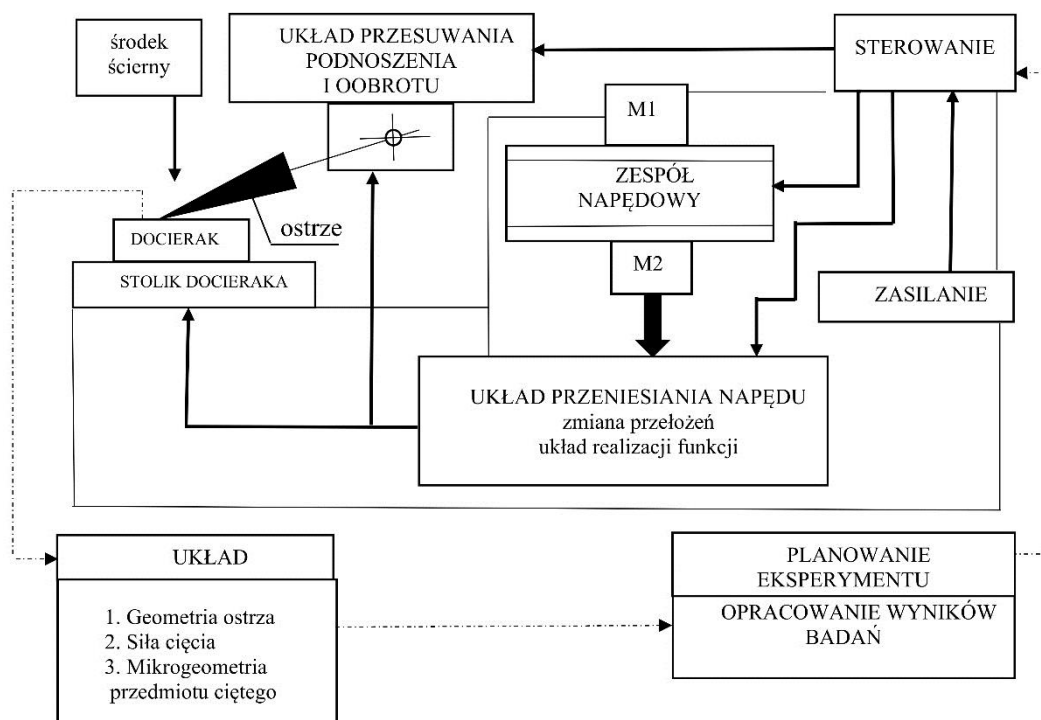 środek
ścierny
UKŁAD PRZESUWANIA
PODNOSZENIA
I OOBROTU
STEROWANIE
M1
ZESPÓŁ
NAPĘDOWY
M2
ostrze
DOCIERAK
STOLIK DOCIERAKA
ZASILANIE
UKŁAD PRZENIESIANIA NAPĘDU
zmiana przełożeń
układ realizacji funkcji
UKŁAD
1. Geometria ostrza
2. Siła cięcia
3. Mikrogeometria
przedmiotu ciętego
PLANOWANIE
EKSPERYMENTU
OPRACOWANIE WYNIKÓW
BADAŃ